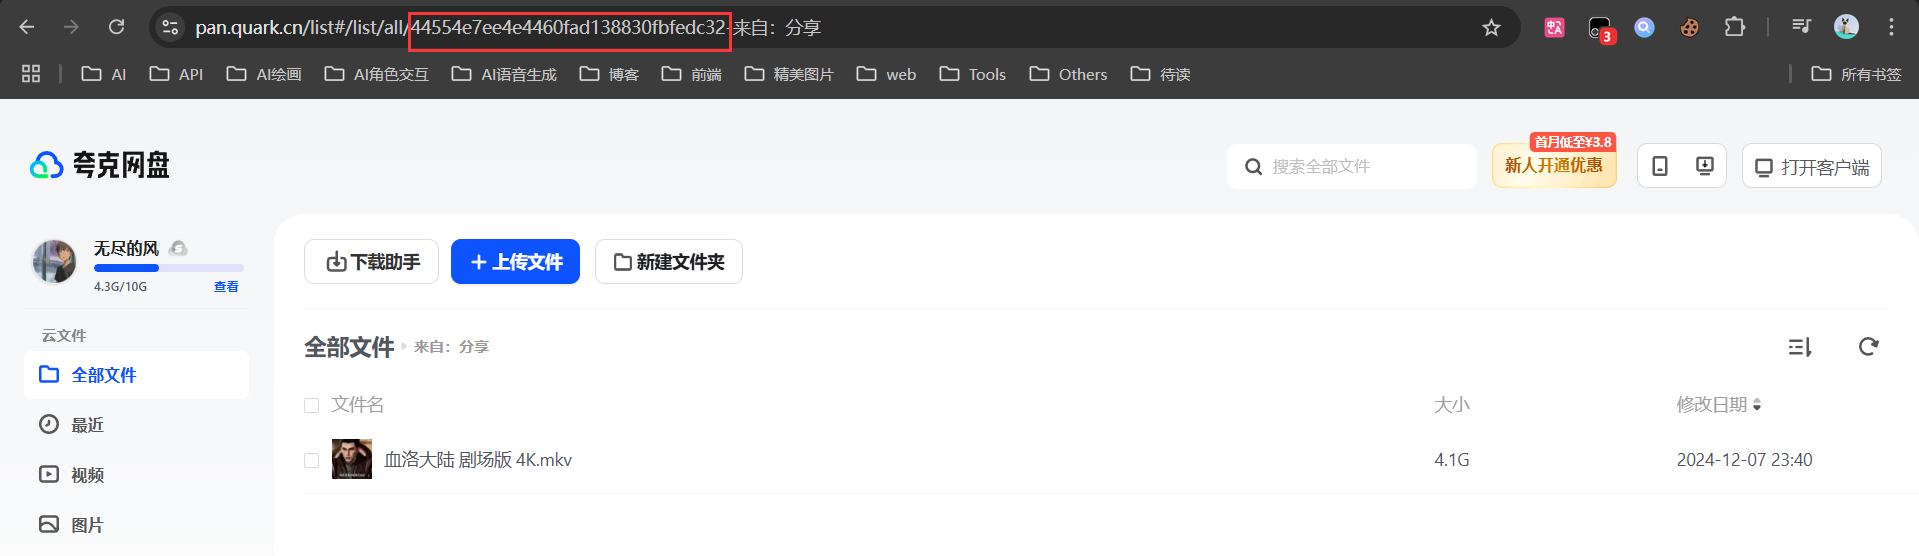 pan.quark.cn/list#/list/all/44554e7ee4e4460fad138830fbfedc32-来自：分享
中A
3
AI API AI绘画 AI角色交互 AI语音生成 博客 前端 精美图片 web Tools Others 待读 所有书签
夸克网盘
搜索全部文件
首月低至¥3.8
新人开通优惠
打开客户端
无尽的风
4.3G/10G 查看
下载助手 上传文件 新建文件夹
云文件
全部文件
最近
视频
图片
全部文件 来自：分享
文件名 大小 修改日期
血洛大陆 剧场版 4K.mkv 4.1G 2024-12-07 23:40